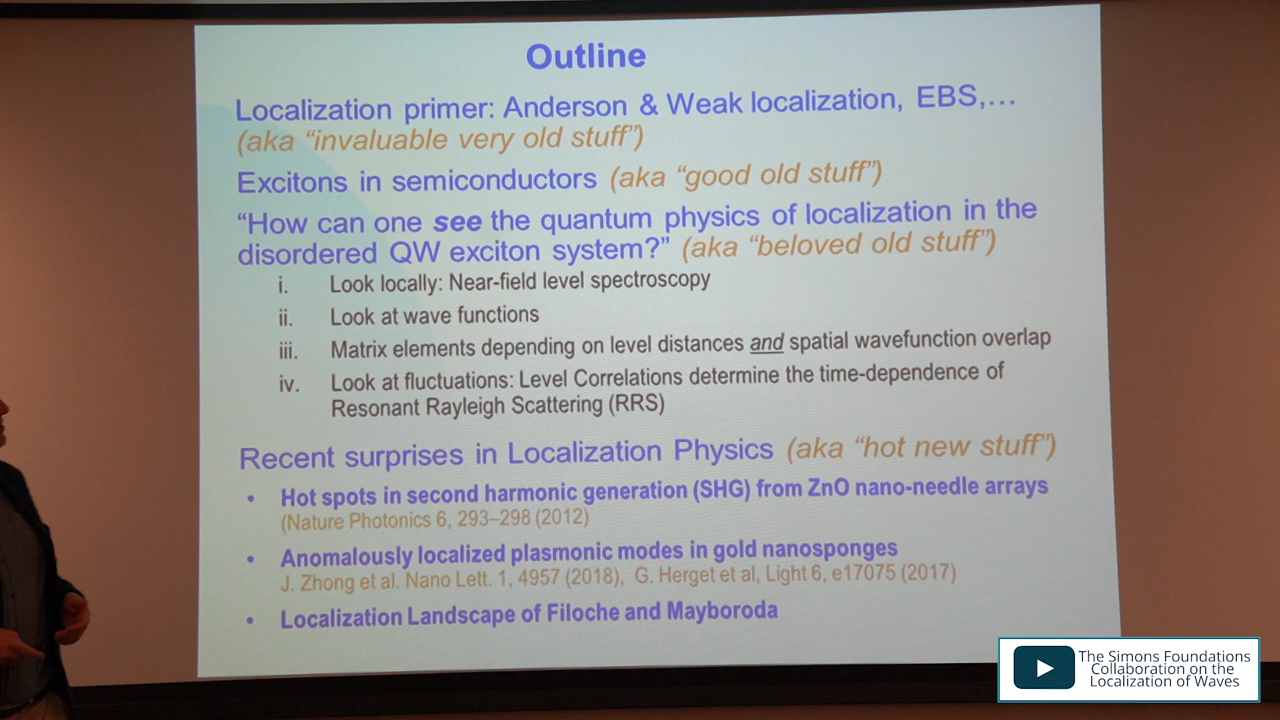 Outline
Localization primer: Anderson & Weak localization, EBS,…
(aka “invaluable very old stuff”)
Excitons in semiconductors (aka “good old stuff”)
“How can one see the quantum physics of localization in the
disordered QW exciton system?” (aka “beloved old stuff”)
i. Look locally: Near-field level spectroscopy
ii. Look at wave functions
iii. Matrix elements depending on level distances and spatial wavefunction overlap
iv. Look at fluctuations: Level Correlations determine the time-dependence of
Resonant Rayleigh Scattering (RRS)
Recent surprises in Localization Physics (aka “hot new stuff”)
• Hot spots in second harmonic generation (SHG) from ZnO nano-needle arrays
(Nature Photonics 6, 293–298 (2012)
• Anomalously localized plasmonic modes in gold nanosponges
J. Zhong et al. Nano Lett. 1, 4957 (2018), G. Herget et al, Light 6, e17075 (2017)
• Localization Landscape of Filoche and Mayboroda
The Simons Foundations
Collaboration on the
Localization of Waves